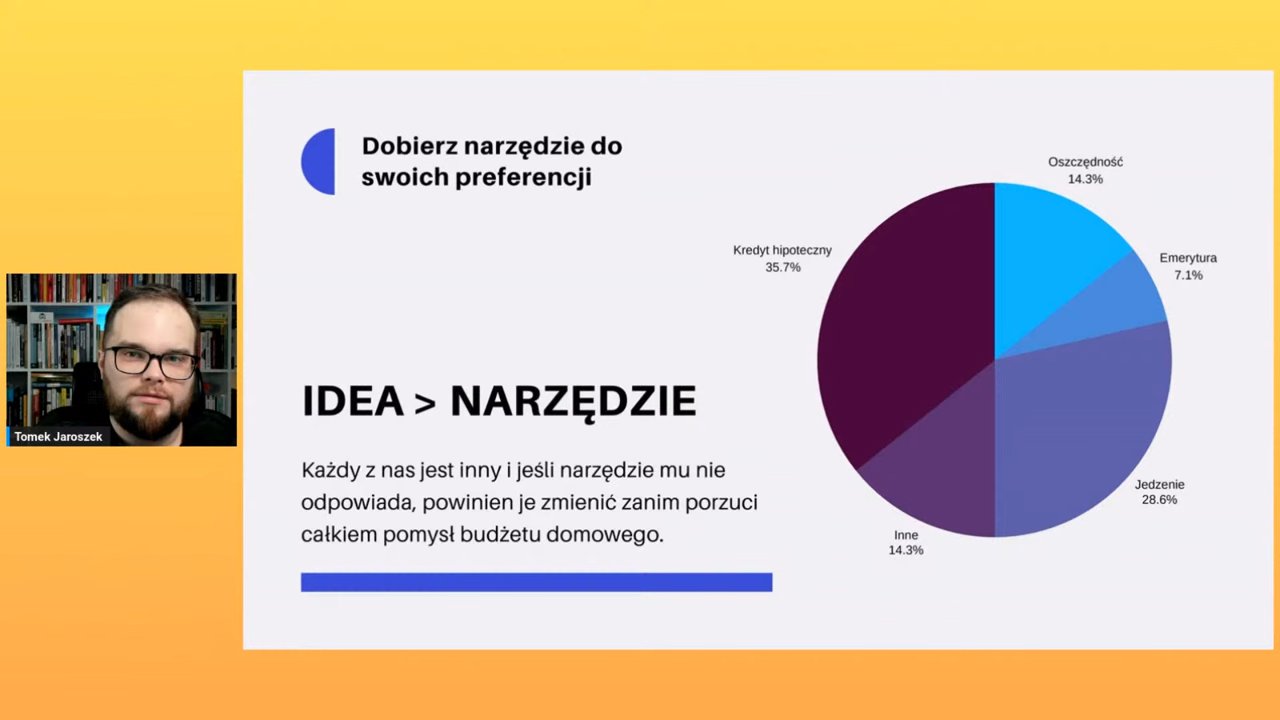 Dobierz narzędzie do
swoich preferencji
IDEA > NARZĘDZIE
Każdy z nas jest inny i jeśli narzędzie mu nie
odpowiada, powinien je zmienić zanim porzuci
całkiem pomysł budżetu domowego.
Oszczędność
14.3%
Emerytura
7.1%
Jedzenie
28.6%
Inne
14.3%
Kredyt hipoteczny
35.7%
Tomek Jaroszek